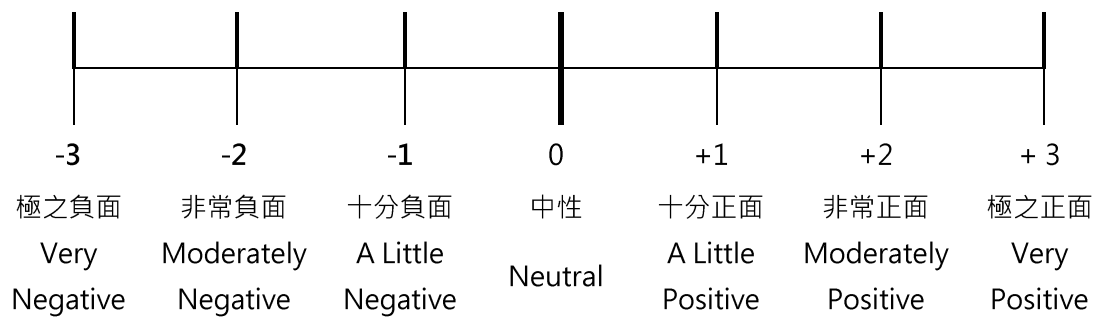 -3 -2 -1 0 +1 +2 + 3
極之負面 非常負面 十分負面 中性 十分正面 非常正面 極之正面
Very Moderately A Little Neutral A Little Moderately Very
Negative Negative Negative Positive Positive Positive